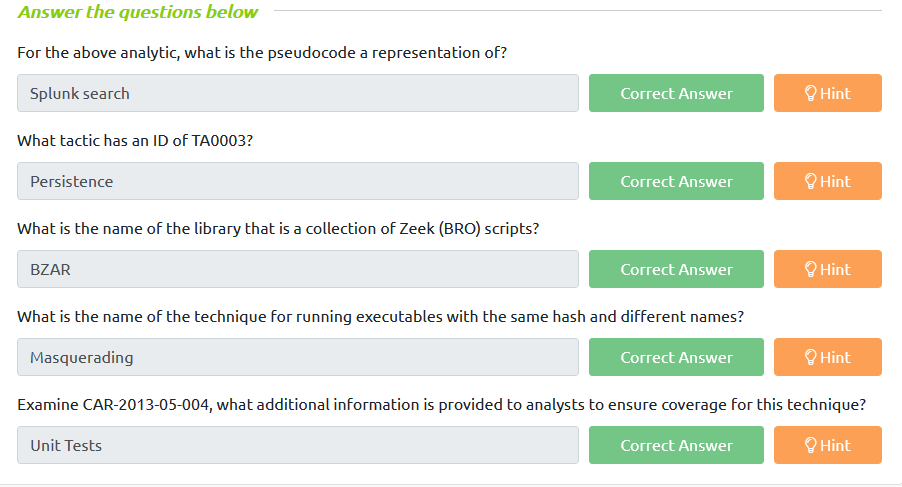 Answer the questions below
For the above analytic, what is the pseudocode a representation of?
Splunk search Correct Answer Hint
What tactic has an ID of TA0003?
Persistence Correct Answer Hint
What is the name of the library that is a collection of Zeek (BRO) scripts?
BZAR Correct Answer Hint
What is the name of the technique for running executables with the same hash and different names?
Masquerading Correct Answer Hint
Examine CAR-2013-05-004, what additional information is provided to analysts to ensure coverage for this technique?
Unit Tests Correct Answer Hint